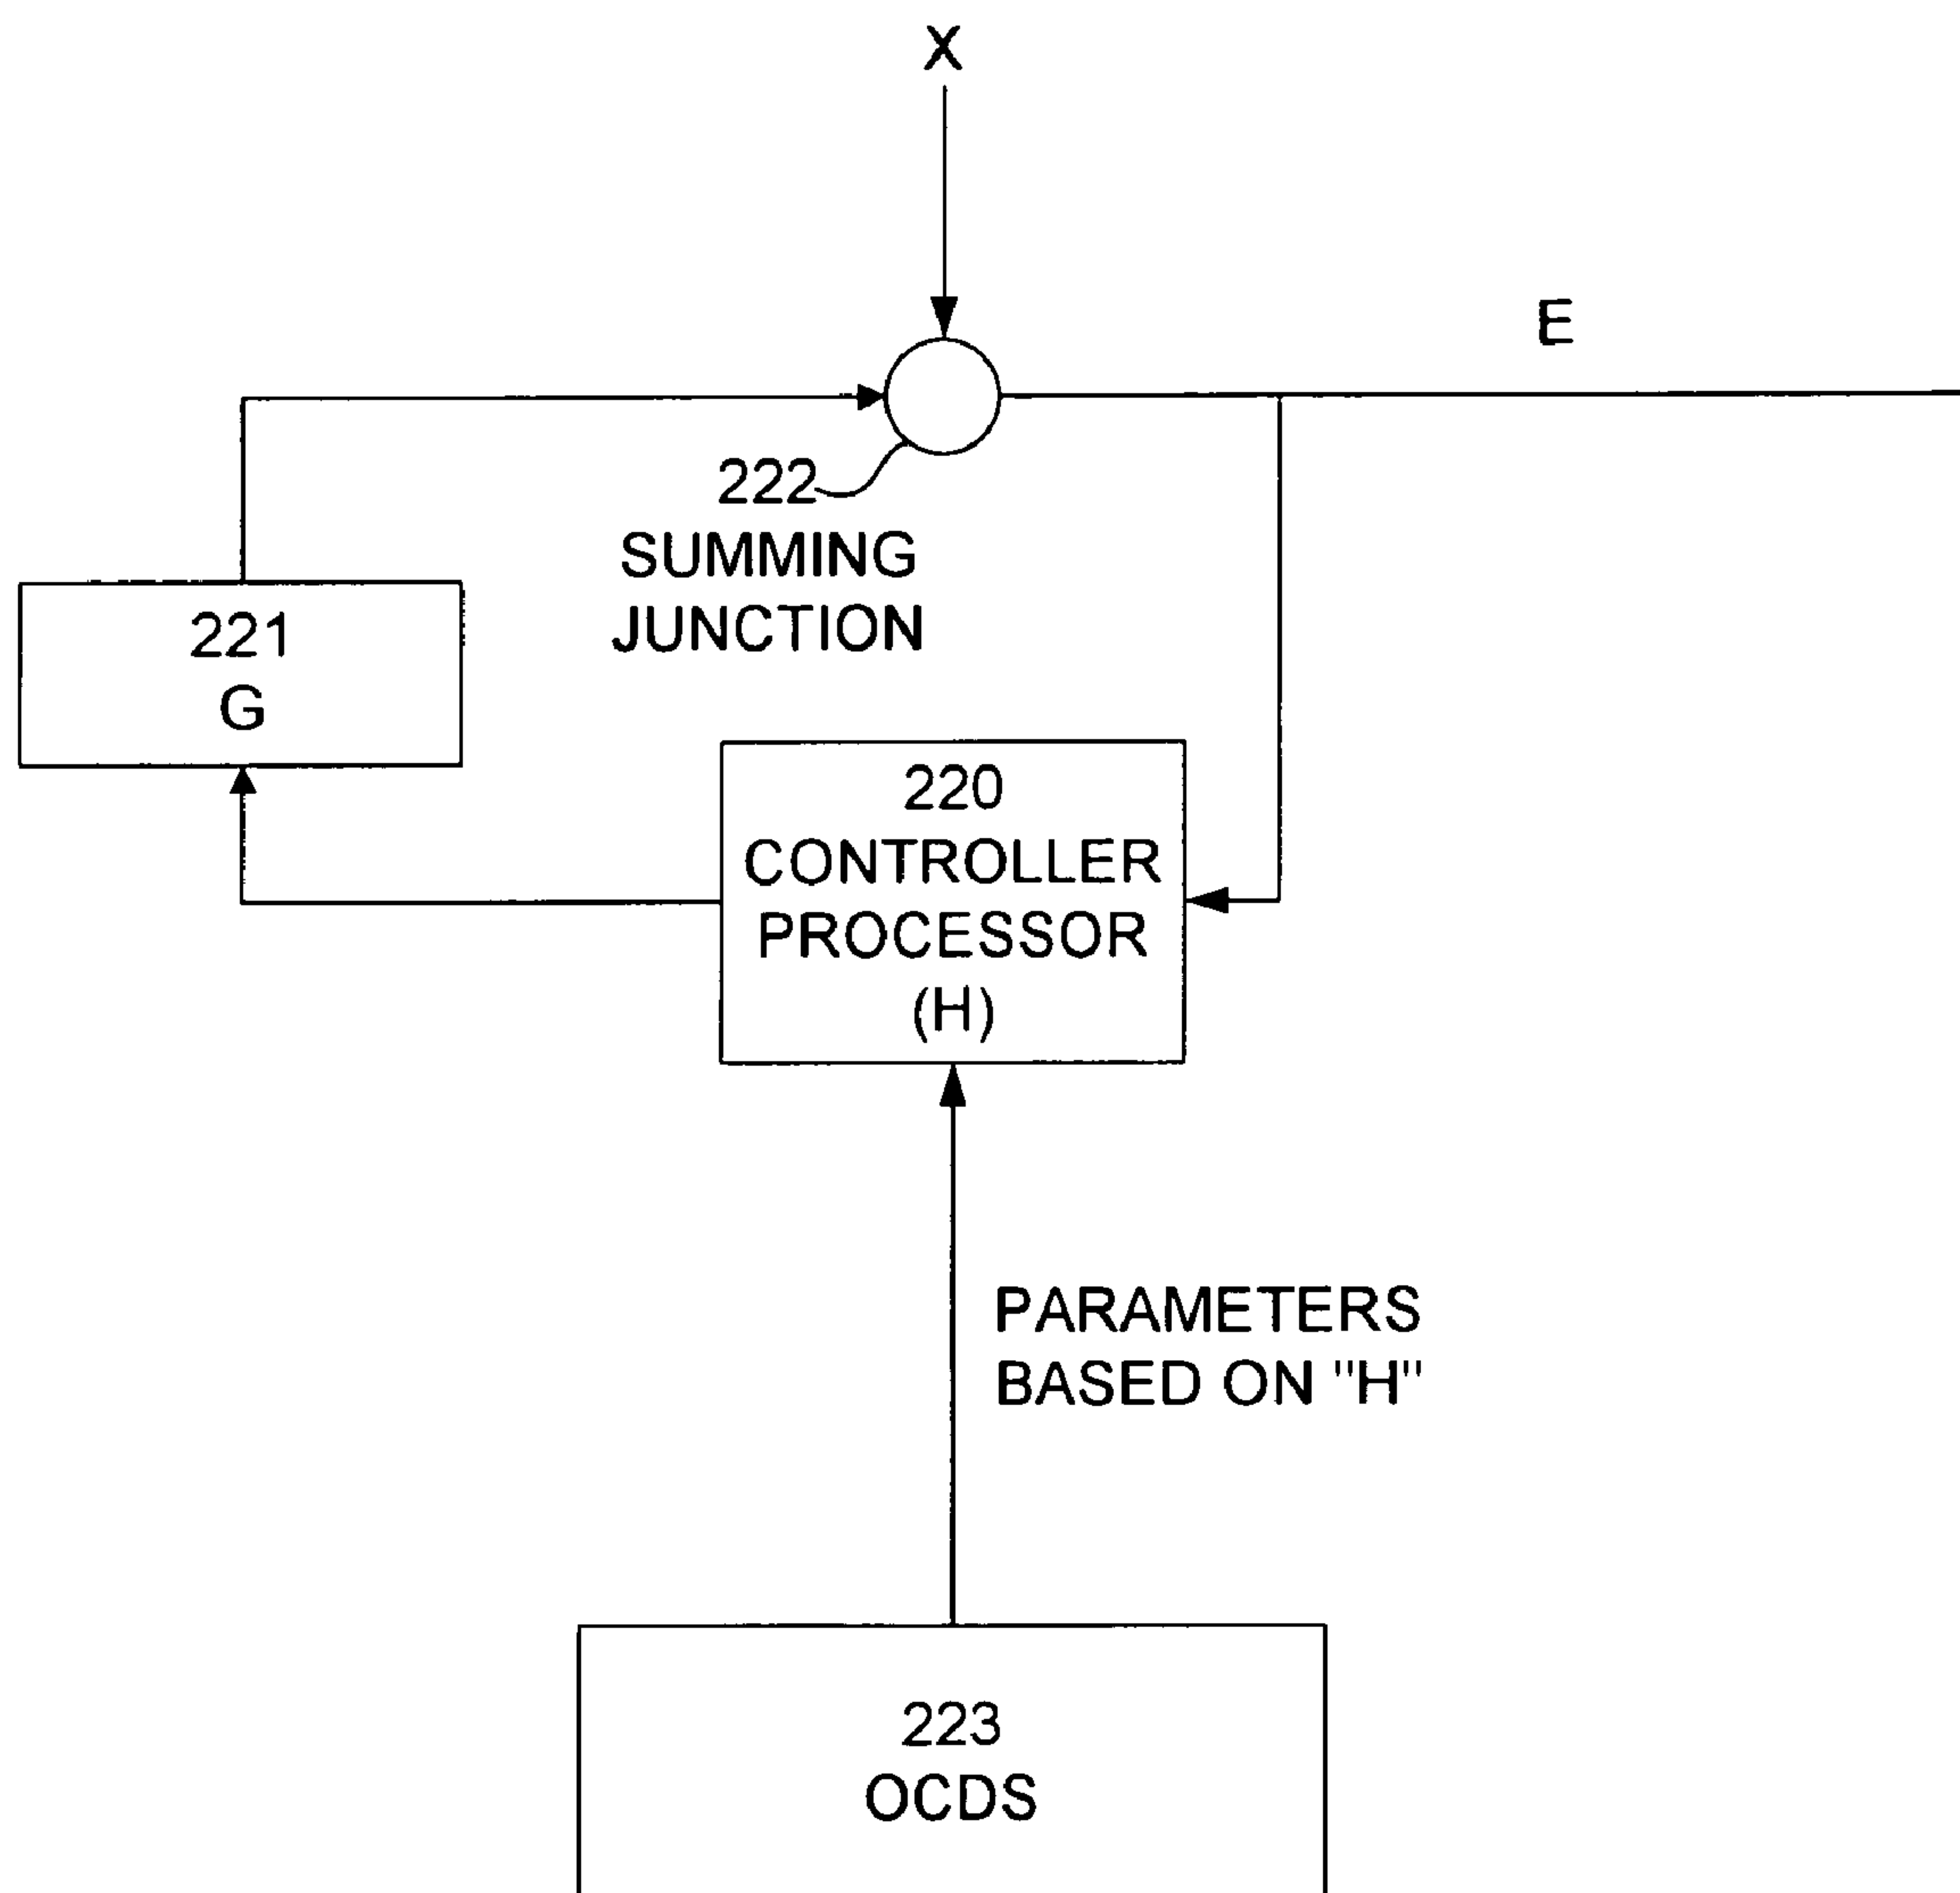 X
E
222
SUMMING
JUNCTION
221
G
220
CONTROLLER
PROCESSOR
(H)
PARAMETERS
BASED ON "H"
223
OCDS